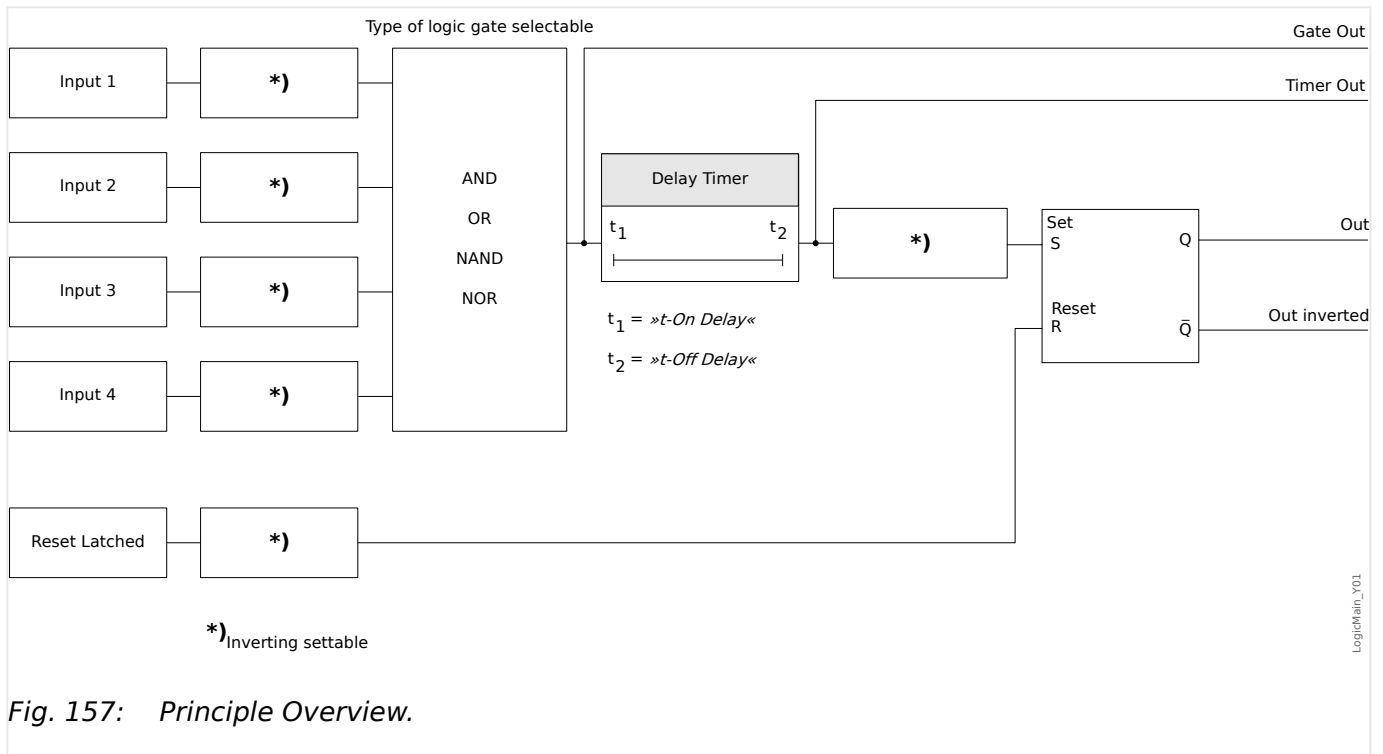 Type of logic gate selectable
Gate Out
Input 1
*)
Timer Out
Input 2
*)
AND
OR
NAND
NOR
Delay Timer
t1
t2
*)
Set
S
Q
Out
Input 3
*)
t1 = »t-On Delay«
t2 = »t-Off Delay«
Reset
R
Q̅
Out inverted
Input 4
*)
Reset Latched
*)
*)Inverting settable
LogicMain_Y01
Fig. 157: Principle Overview.